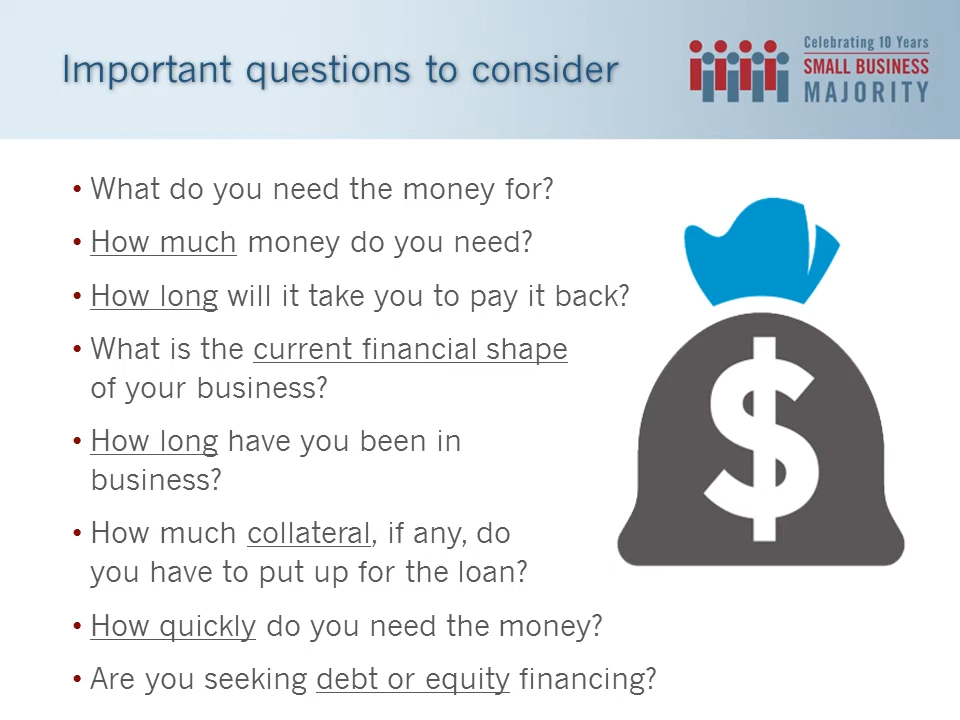 Important questions to consider
Celebrating 10 Years
SMALL BUSINESS
MAJORITY
• What do you need the money for?
• How much money do you need?
• How long will it take you to pay it back?
• What is the current financial shape
of your business?
• How long have you been in
business?
• How much collateral, if any, do
you have to put up for the loan?
• How quickly do you need the money?
• Are you seeking debt or equity financing?
$